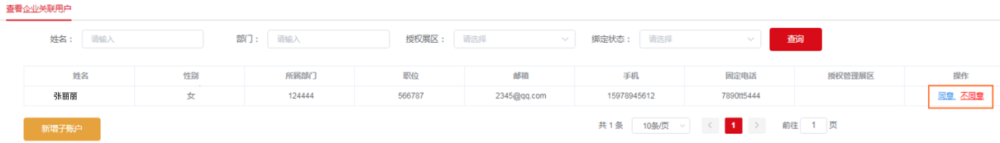 查看企业关联用户
姓名： 请输入 部门： 请输入 授权展区： 请选择 绑定状态： 请选择 查询
姓名 性别 所属部门 职位 邮箱 手机 固定电话 授权管理展区 操作
张丽丽 女 124444 566787 2345@qq.com 15978945612 7890tt5444 同意 不同意
新增子账户 共 1 条 10条/页 < 1 > 前往 1 页